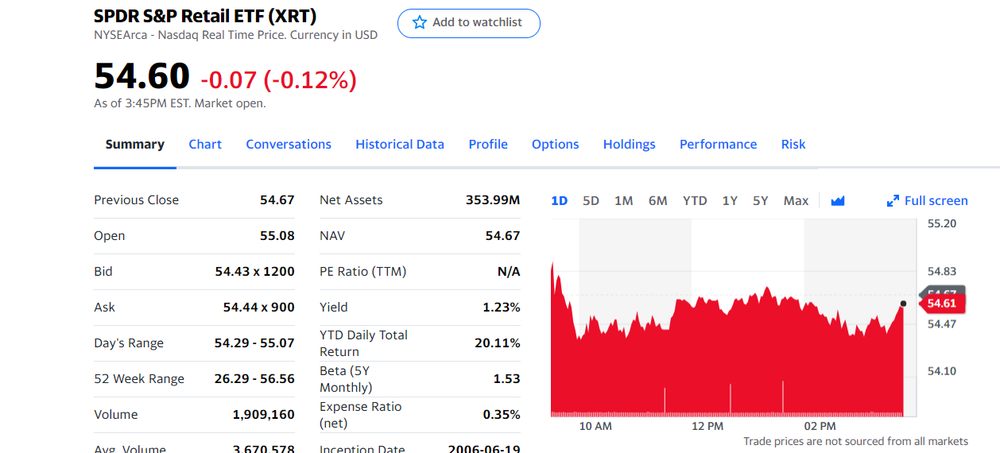 SPDR S&P Retail ETF (XRT)
Add to watchlist
NYSEArca - Nasdaq Real Time Price. Currency in USD
54.60 -0.07 (-0.12%)
As of 3:45PM EST. Market open.
Summary Chart Conversations Historical Data Profile Options Holdings Performance Risk
Previous Close 54.67
Open 55.08
Bid 54.43 x 1200
Ask 54.44 x 900
Day's Range 54.29 - 55.07
52 Week Range 26.29 - 56.56
Volume 1,909,160
Avg. Volume 3,670,578
Net Assets 353.99M
NAV 54.67
PE Ratio (TTM) N/A
Yield 1.23%
YTD Daily Total
Return 20.11%
Beta (5Y
Monthly) 1.53
Expense Ratio
(net) 0.35%
Inception Date 2006-06-19
1D 5D 1M 6M YTD 1Y 5Y Max Full screen
55.20
54.83
54.67
54.61
54.47
54.10
10 AM 12 PM 02 PM
Trade prices are not sourced from all markets